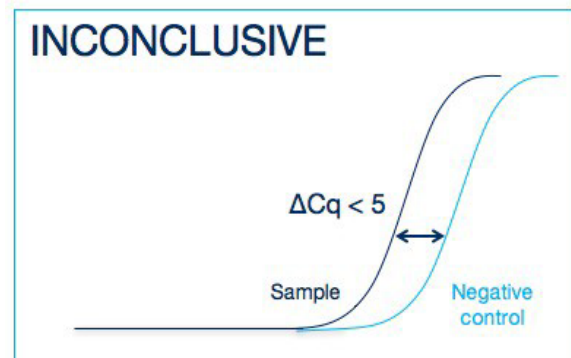 INCONCLUSIVE
ΔCq < 5
Sample
Negative
control